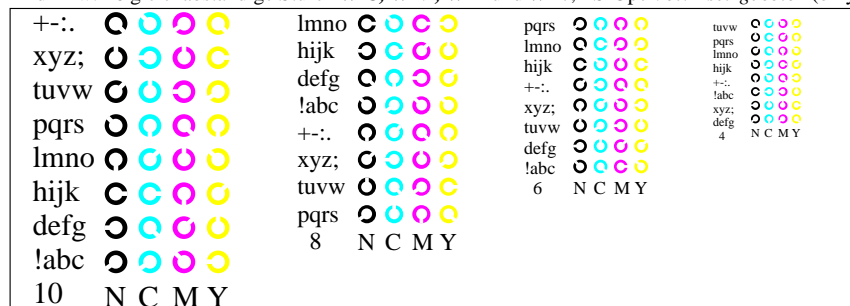 +-:.
xyz;
tuvw
pqrs
lmno
hijk
defg
!abc
10 N C M Y
lmno
hijk
defg
!abc
+-:.
xyz;
tuvw
pqrs
8 N C M Y
pqrs
lmno
hijk
+-:.
xyz;
tuvw
defg
!abc
6 N C M Y
tuvw
pqrs
lmno
hijk
+-:.
!abc
xyz;
defg
4 N C M Y